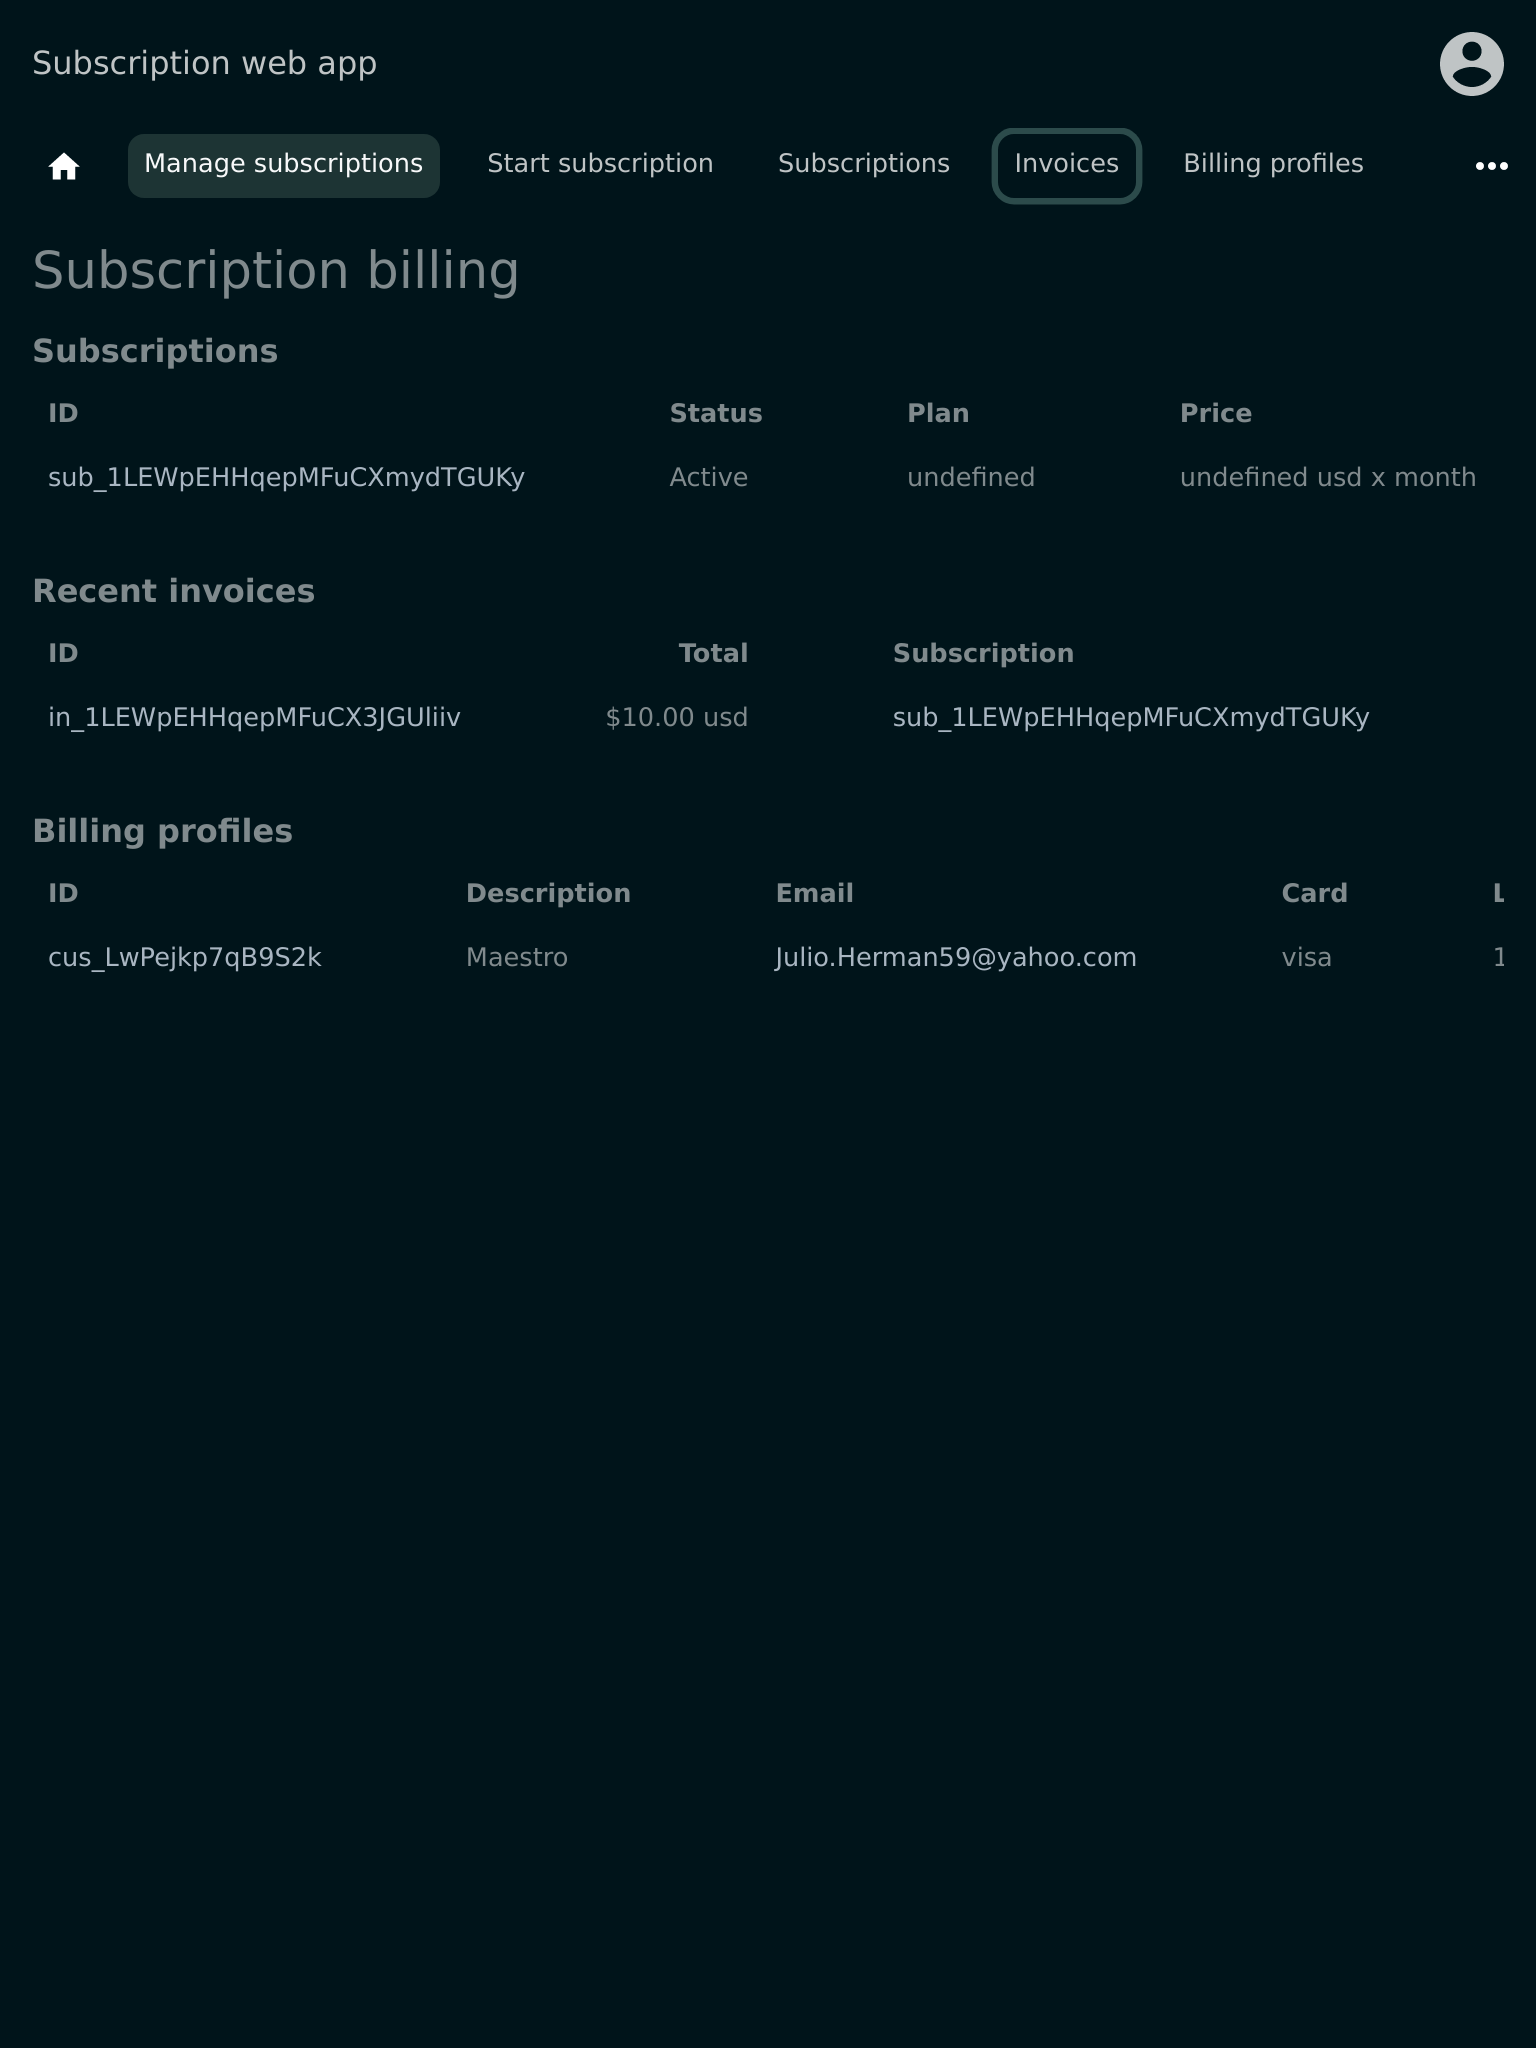 Subscription web app
Manage subscriptions Start subscription Subscriptions Invoices Billing profiles
Subscription billing
Subscriptions
ID Status Plan Price
sub_1LEWpEHHqepMFuCXmydTGUKy Active undefined undefined usd x month
Recent invoices
ID Total Subscription
in_1LEWpEHHqepMFuCX3JGUliiv $10.00 usd sub_1LEWpEHHqepMFuCXmydTGUKy
Billing profiles
ID Description Email Card
cus_LwPejkp7qB9S2k Maestro Julio.Herman59@yahoo.com visa